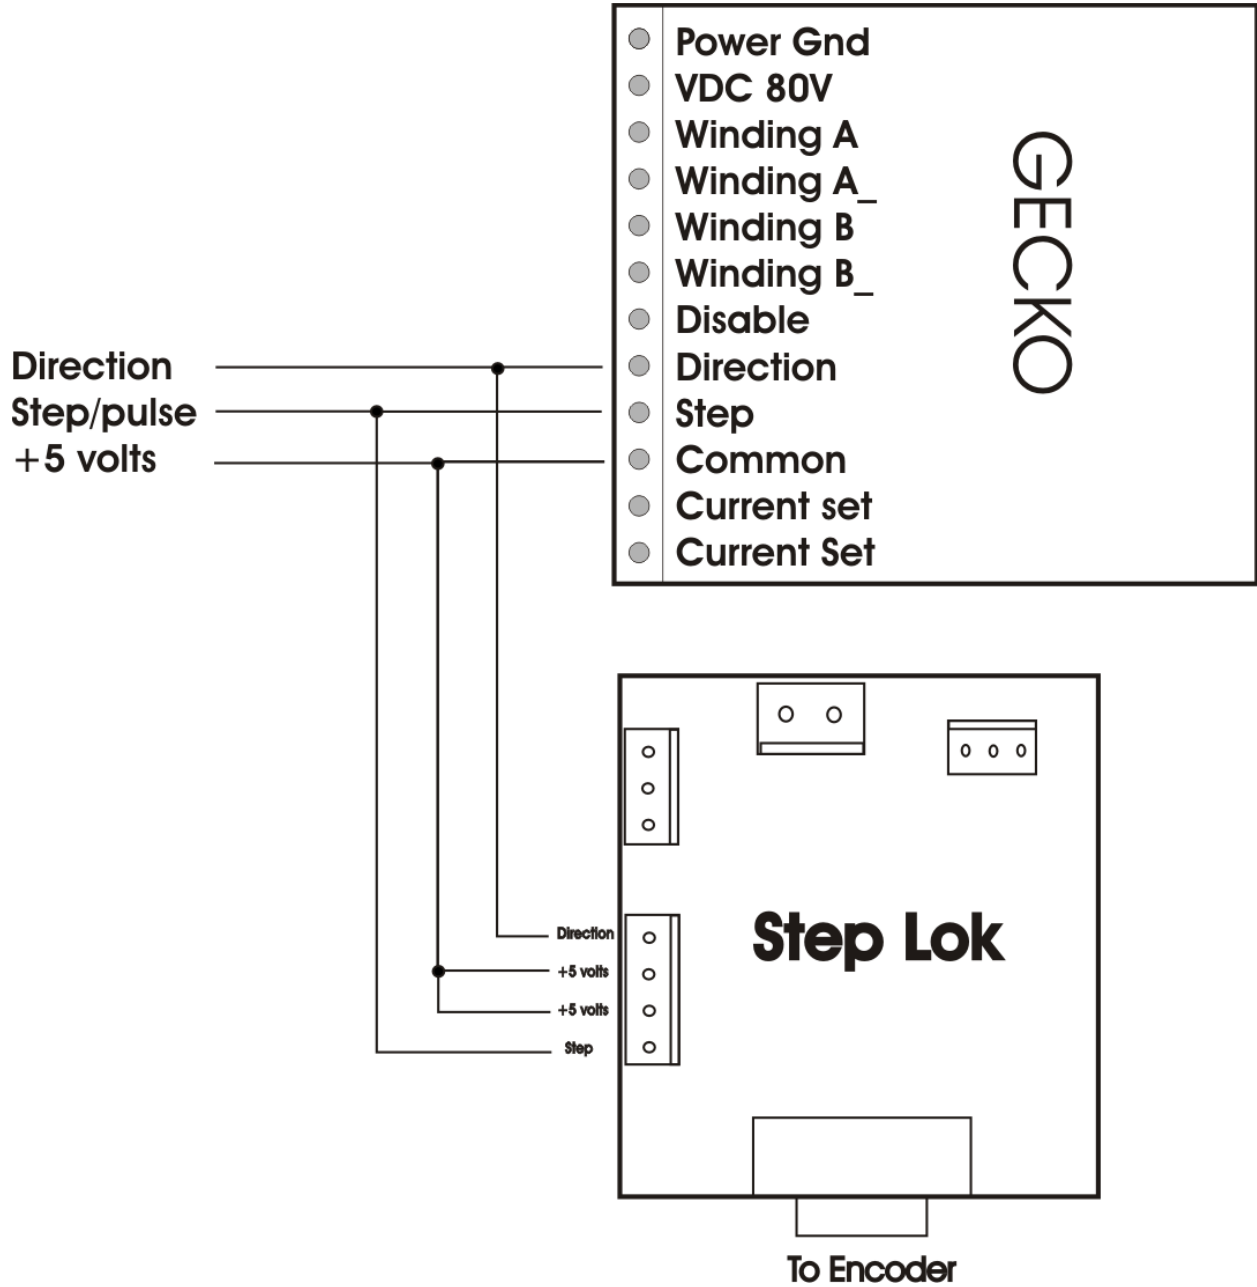 Power Gnd
VDC 80V
Winding A
Winding A_
Winding B
Winding B_
Disable
Direction
Step
Common
Current set
Current Set
GECKO
Direction
Step/pulse
+5 volts
Direction
+5 volts
+5 volts
Step
Step Lok
To Encoder